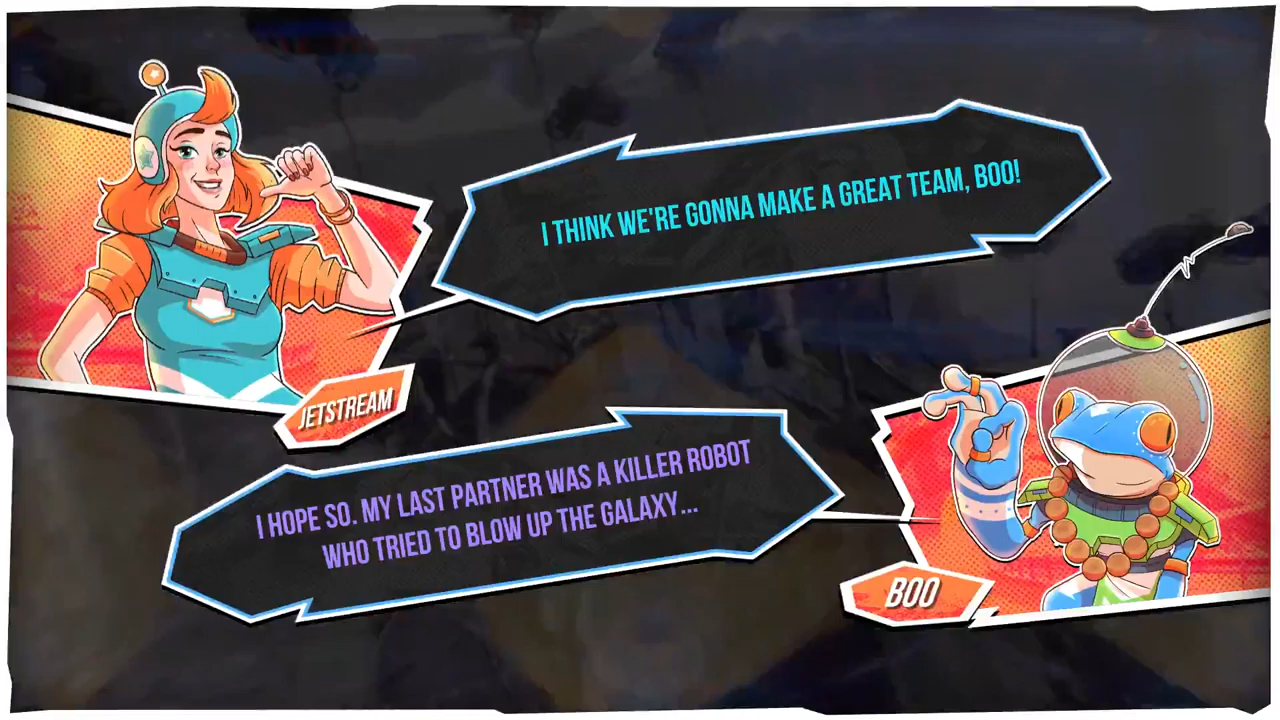 I THINK WE'RE GONNA MAKE A GREAT TEAM, BOO!
JETSTREAM
I HOPE SO. MY LAST PARTNER WAS A KILLER ROBOT
WHO TRIED TO BLOW UP THE GALAXY...
BOO